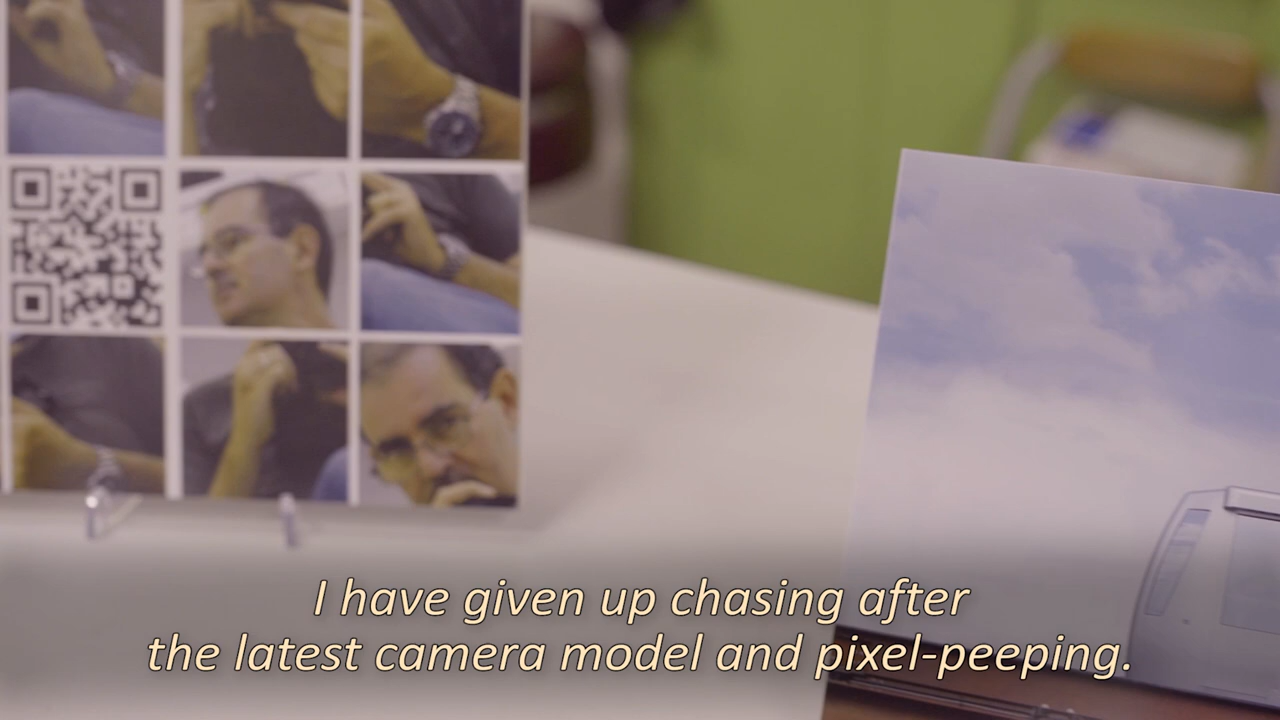 I have given up chasing after
the latest camera model and pixel-peeping.